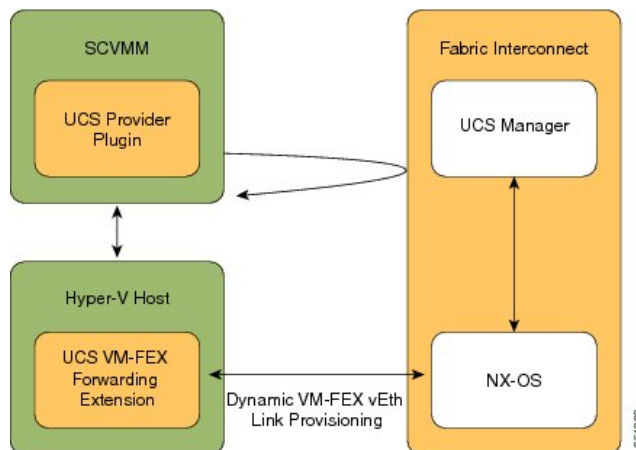 SCVMM
UCS Provider
Plugin
Fabric Interconnect
UCS Manager
Hyper-V Host
UCS VM-FEX
Forwarding
Extension
Dynamic VM-FEX vEth
Link Provisioning
NX-OS